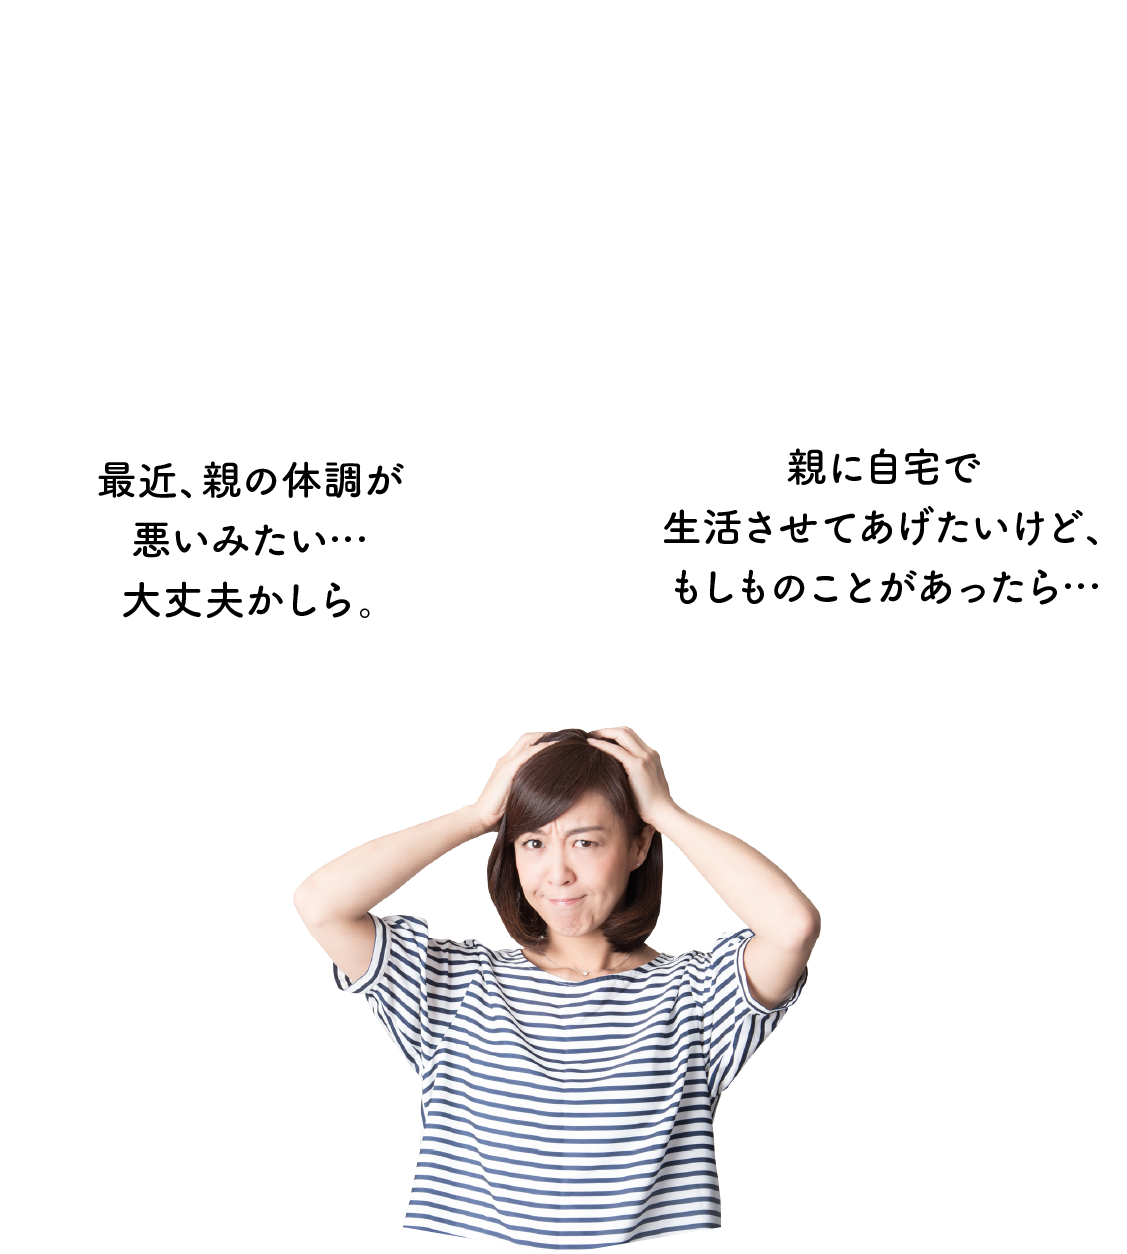 最近、親の体調が
悪いみたい…
大丈夫かしら。
親に自宅で
生活させてあげたいけど、
もしものことがあったら…